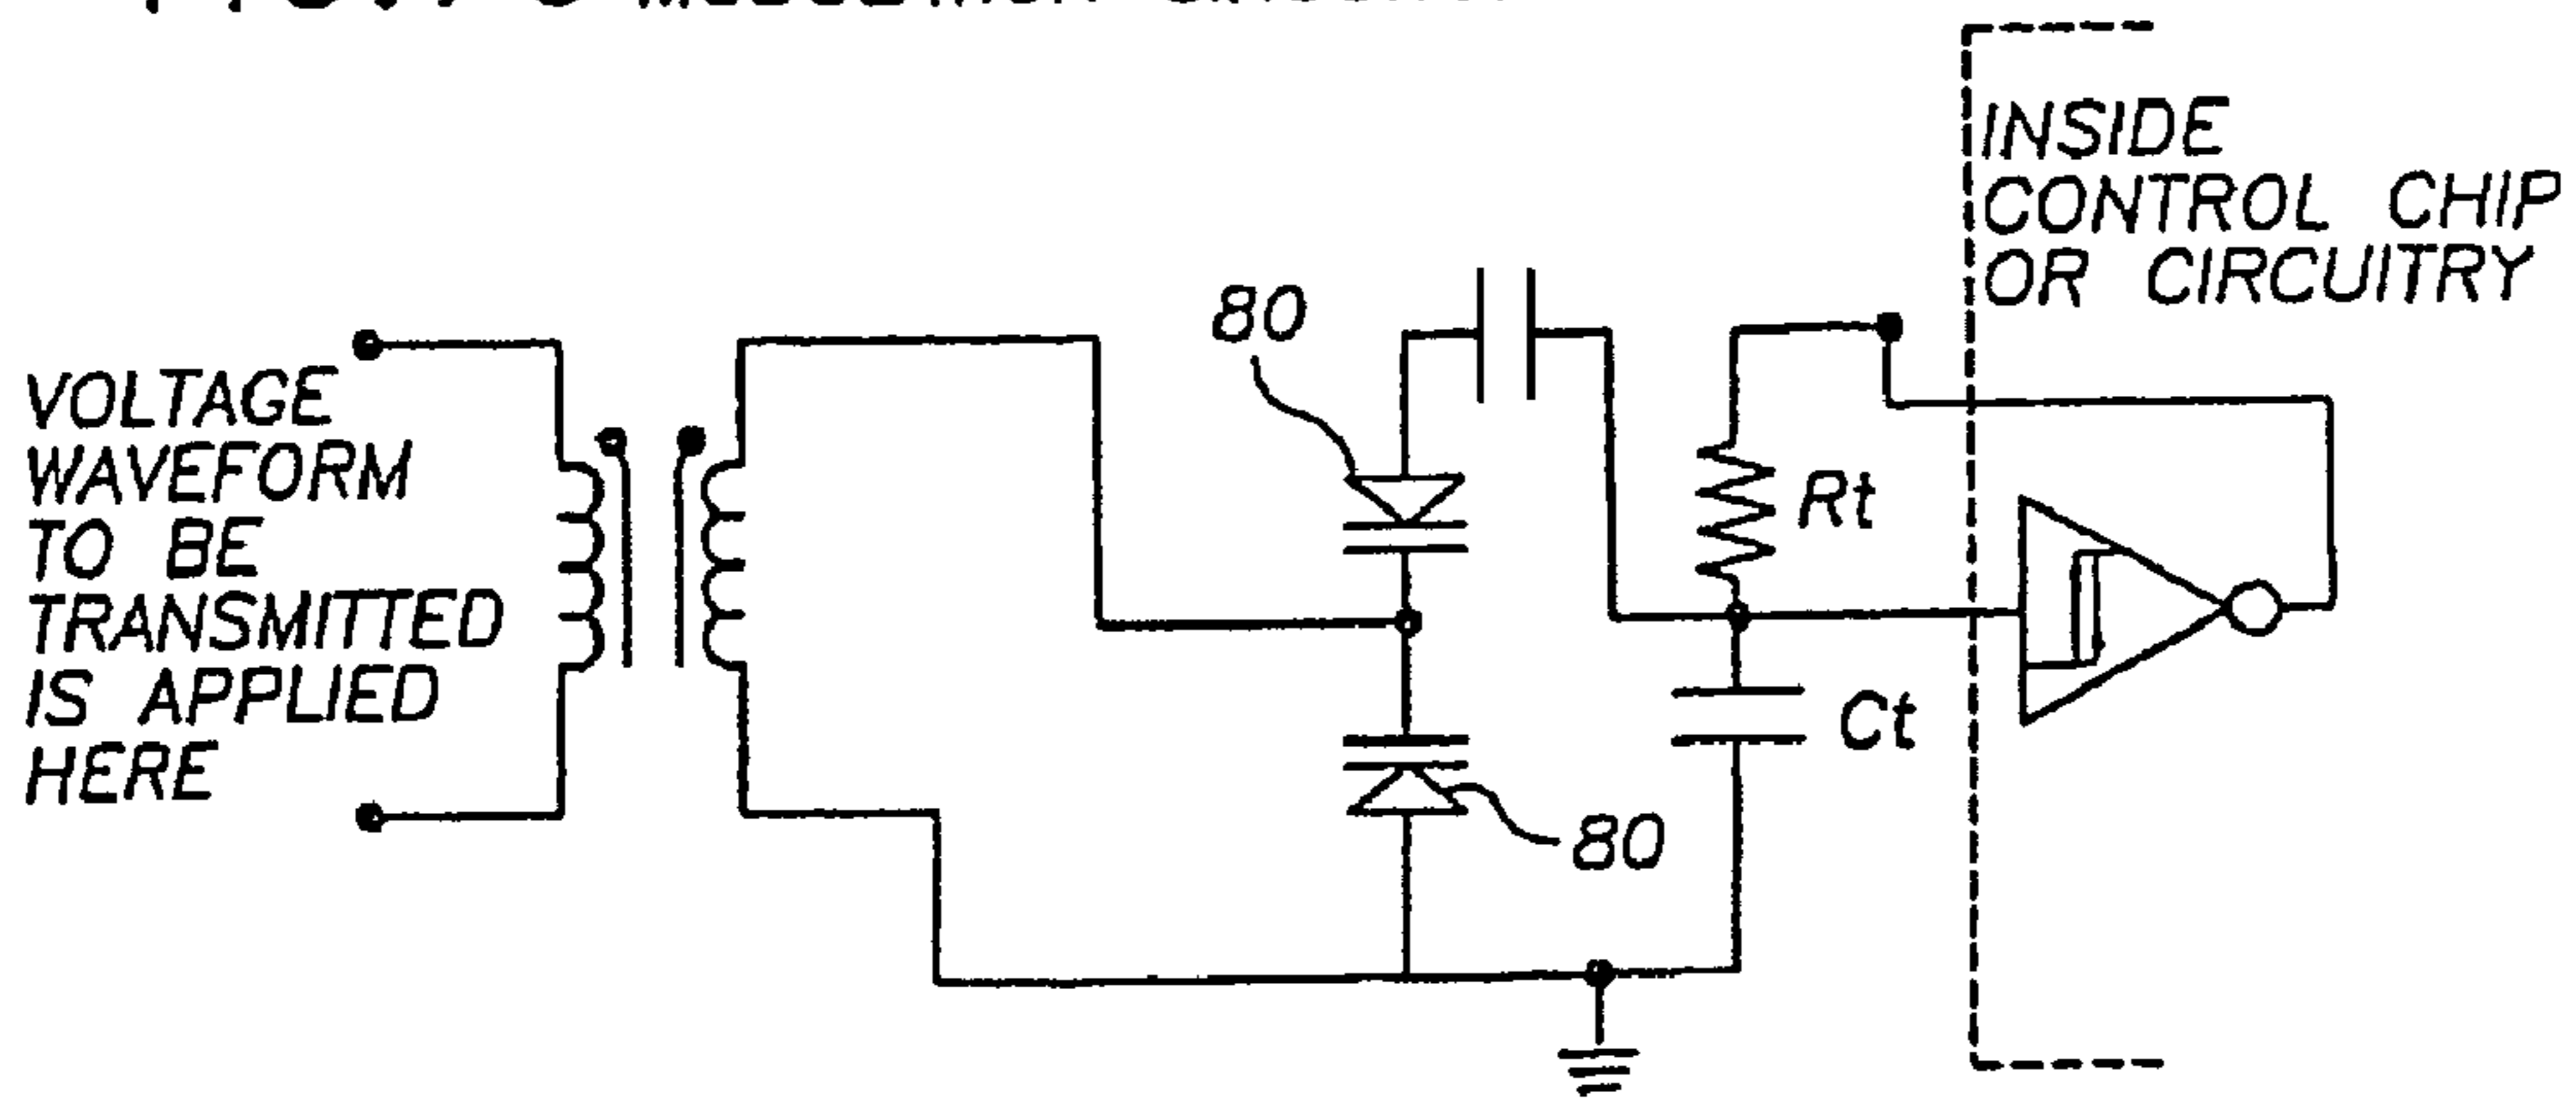 VOLTAGE
WAVEFORM
TO BE
TRANSMITTED
IS APPLIED
HERE
80
80
Rt
Ct
INSIDE
CONTROL CHIP
OR CIRCUITRY